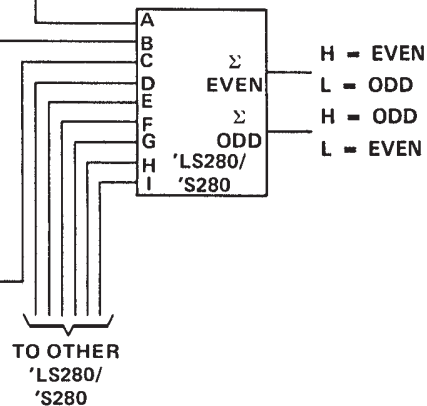 A
B
C
D
E
F
G
H
I
Σ
EVEN
Σ
ODD
'LS280/
'S280
H = EVEN
L = ODD
H = ODD
L = EVEN
TO OTHER
'LS280/
'S280